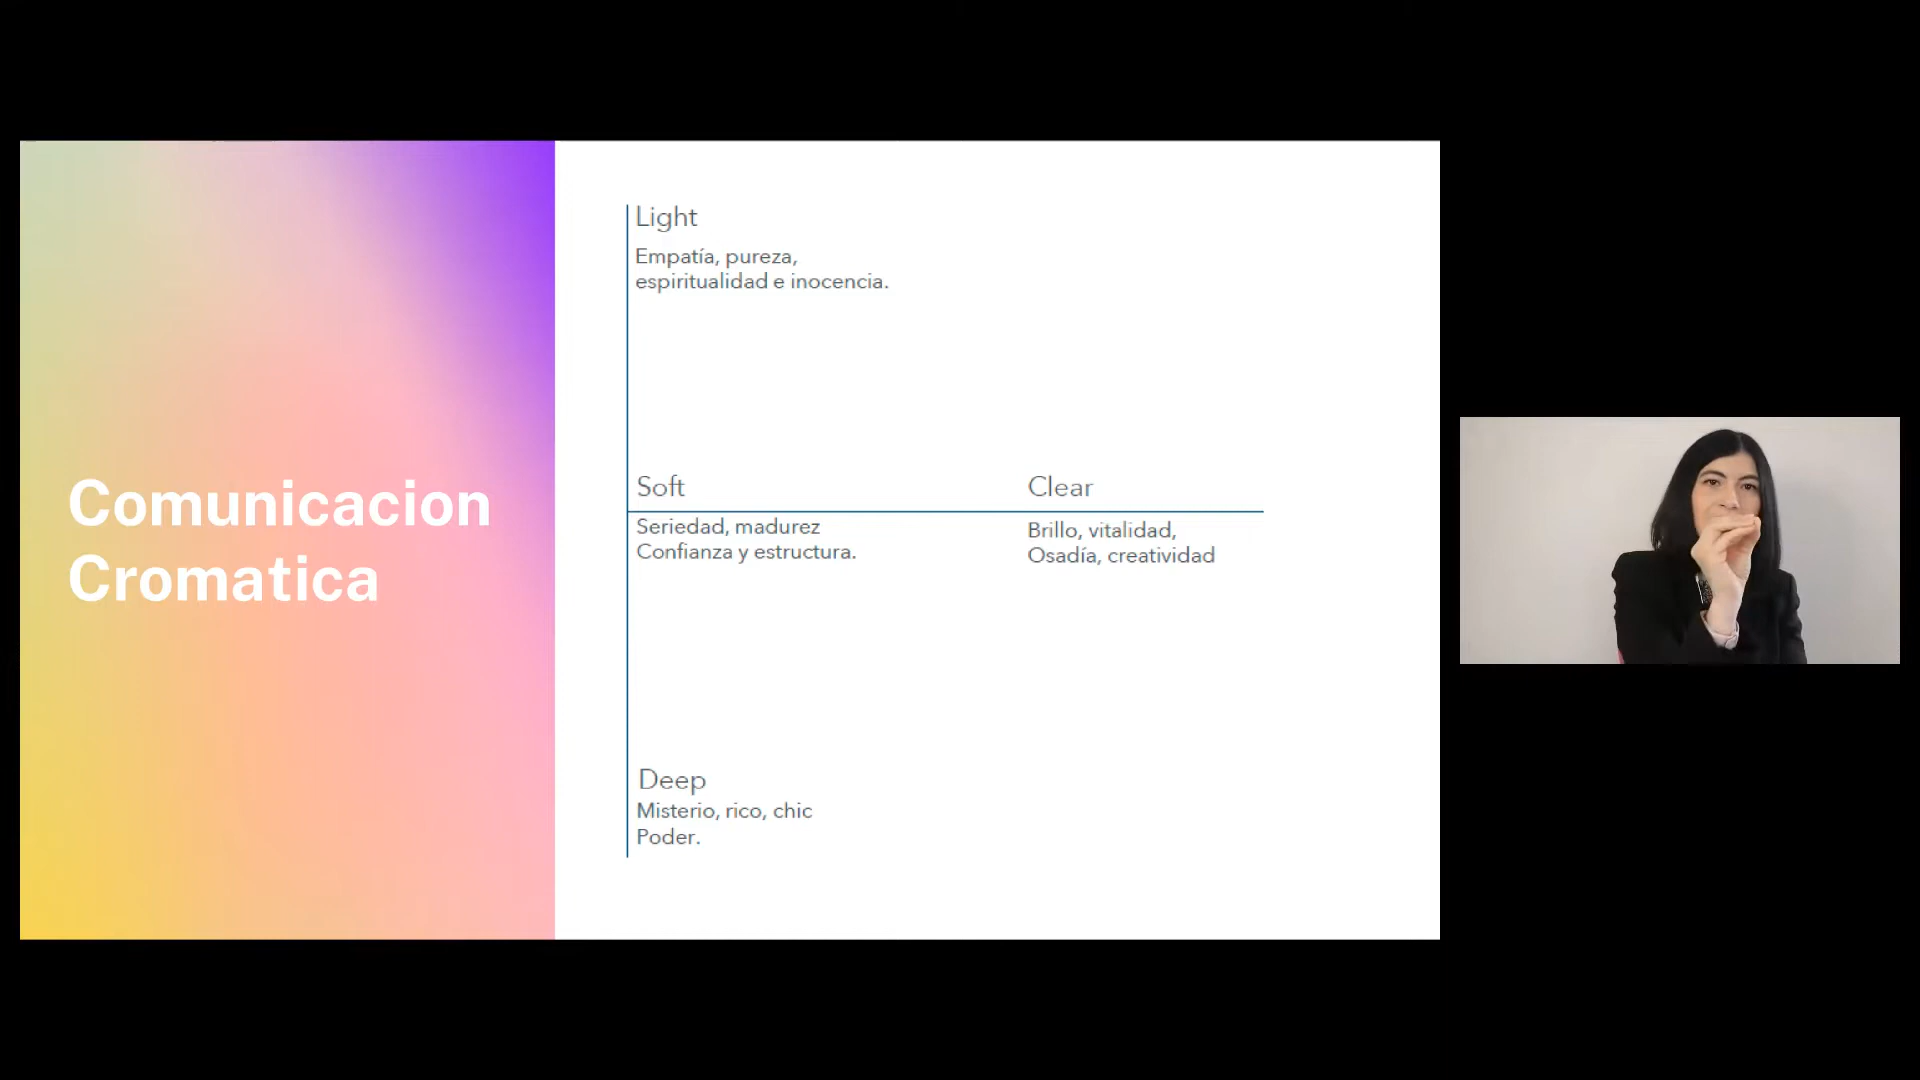 Comunicacion
Cromatica
Light
Empatía, pureza,
espiritualidad e inocencia.
Soft
Seriedad, madurez
Confianza y estructura.
Clear
Brillo, vitalidad,
Osadía, creatividad
Deep
Misterio, rico, chic
Poder.